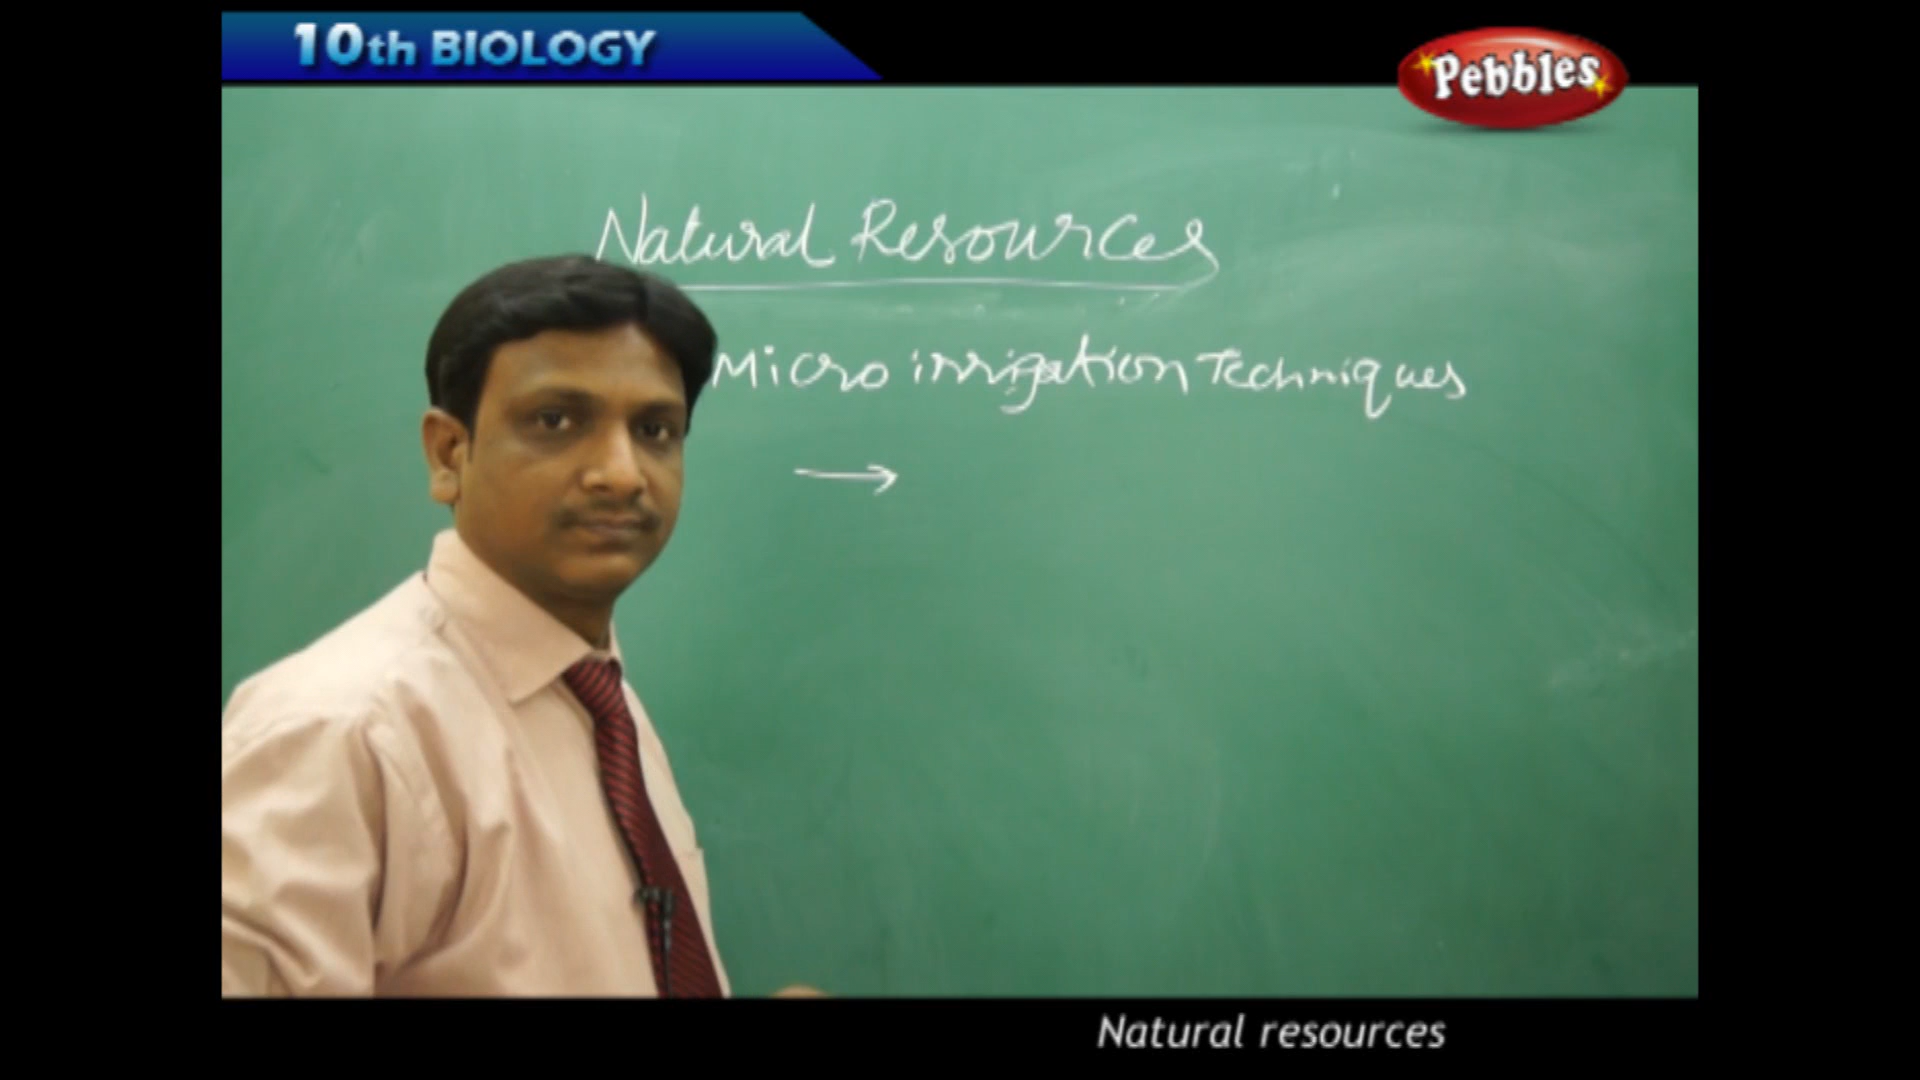 10th BIOLOGY
Pebbles
Natural Resources
Micro irrigation Techniques
Natural resources